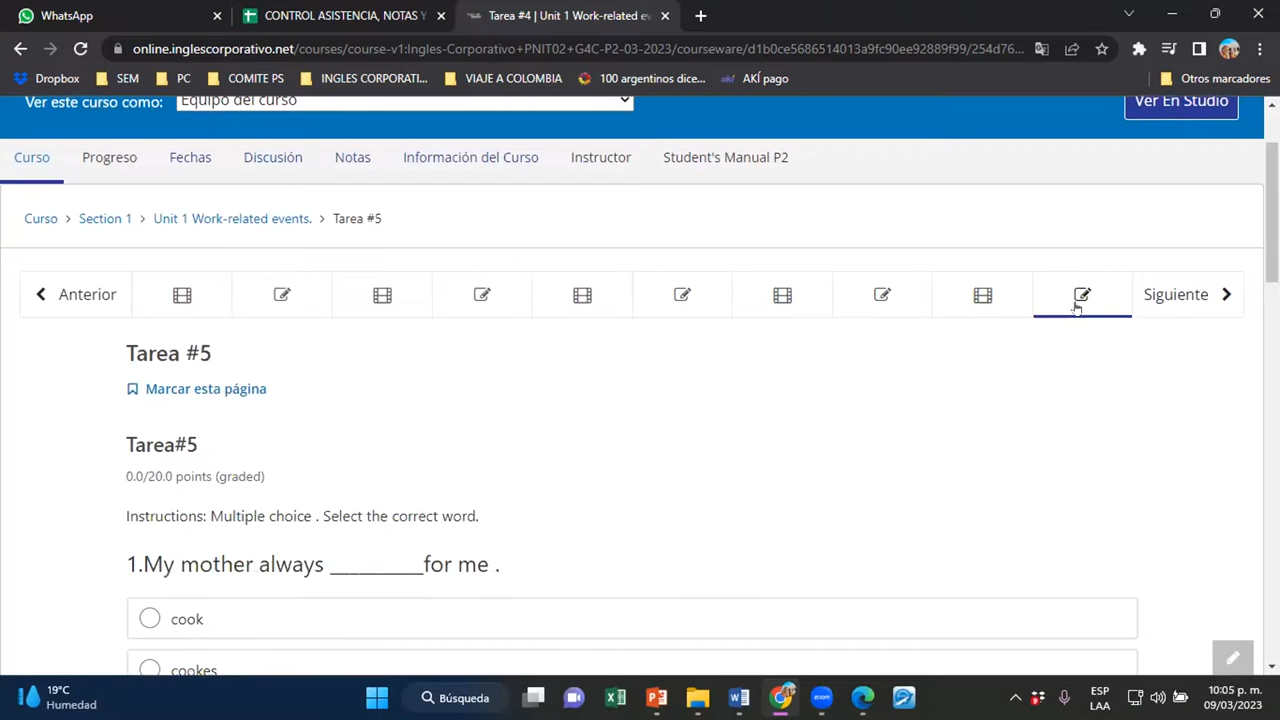 WhatsApp
CONTROL ASISTENCIA, NOTAS Y
Tarea #4 | Unit 1 Work-related ev
online.inglescorporativo.net/courses/course-v1:Ingles-Corporativo+PNIT02+G4C-P2-03-2023/courseware/d1b0ce5686514013a9fc90ee92889f99/254d76...
Dropbox SEM PC COMITE PS INGLES CORPORATI... VIAJE A COLOMBIA 100 argentinos dice... AKÍ pago Otros marcadores
Ver este curso como: Equipo del curso Ver En Studio
Curso Progreso Fechas Discusión Notas Información del Curso Instructor Student's Manual P2
Curso > Section 1 > Unit 1 Work-related events. > Tarea #5
Anterior Siguiente
Tarea #5
Marcar esta página
Tarea#5
0.0/20.0 points (graded)
Instructions: Multiple choice . Select the correct word.
1.My mother always __________for me .
cook
cookes
19°C
Humedad
Búsqueda
ESP
LAA
10:05 p. m.
09/03/2023